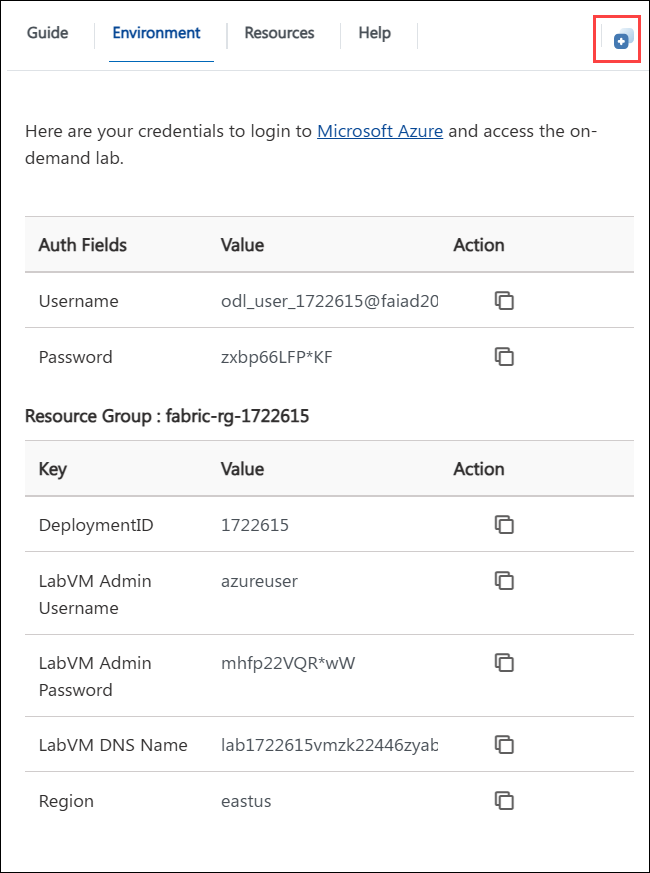 Guide Environment Resources Help
Here are your credentials to login to Microsoft Azure and access the on-
demand lab.
Auth Fields Value Action
Username odl_user_1722615@faiad20
Password zxbp66LFP*KF
Resource Group : fabric-rg-1722615
Key Value Action
DeploymentID 1722615
LabVM Admin azureuser
Username
LabVM Admin mhfp22VQR*wW
Password
LabVM DNS Name lab1722615vmzk22446zyab
Region eastus